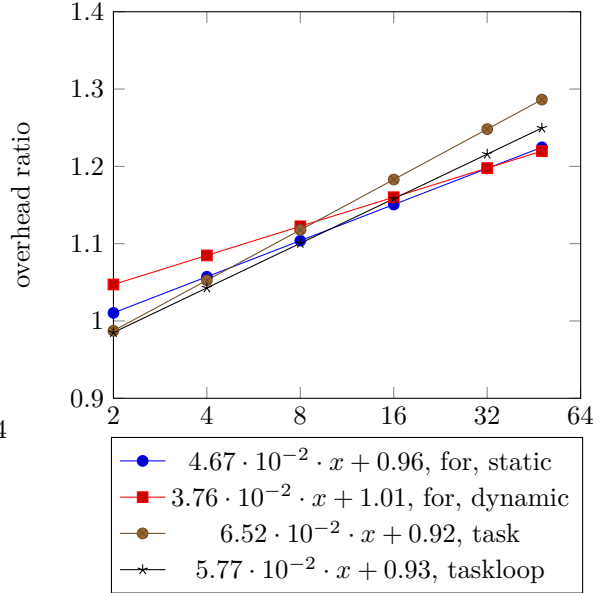 1.4
1.3
1.2
1.1
1
0.9
overhead ratio
2 4 8 16 32 64
4
4.67 · 10⁻² · x + 0.96, for, static
3.76 · 10⁻² · x + 1.01, for, dynamic
6.52 · 10⁻² · x + 0.92, task
5.77 · 10⁻² · x + 0.93, taskloop